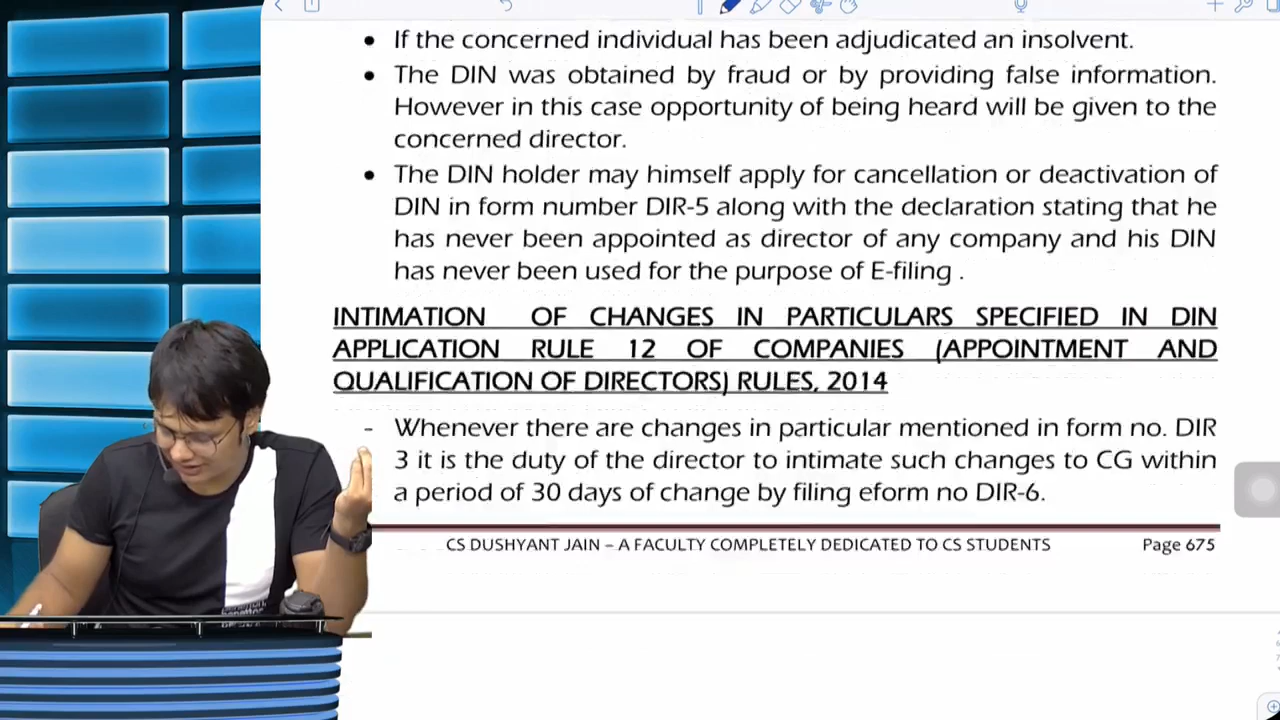 If the concerned individual has been adjudicated an insolvent.
The DIN was obtained by fraud or by providing false information.
However in this case opportunity of being heard will be given to the
concerned director.
The DIN holder may himself apply for cancellation or deactivation of
DIN in form number DIR-5 along with the declaration stating that he
has never been appointed as director of any company and his DIN
has never been used for the purpose of E-filing .
INTIMATION OF CHANGES IN PARTICULARS SPECIFIED IN DIN
APPLICATION RULE 12 OF COMPANIES (APPOINTMENT AND
QUALIFICATION OF DIRECTORS) RULES, 2014
- Whenever there are changes in particular mentioned in form no. DIR
3 it is the duty of the director to intimate such changes to CG within
a period of 30 days of change by filing eform no DIR-6.
CS DUSHYANT JAIN – A FACULTY COMPLETELY DEDICATED TO CS STUDENTS Page 675